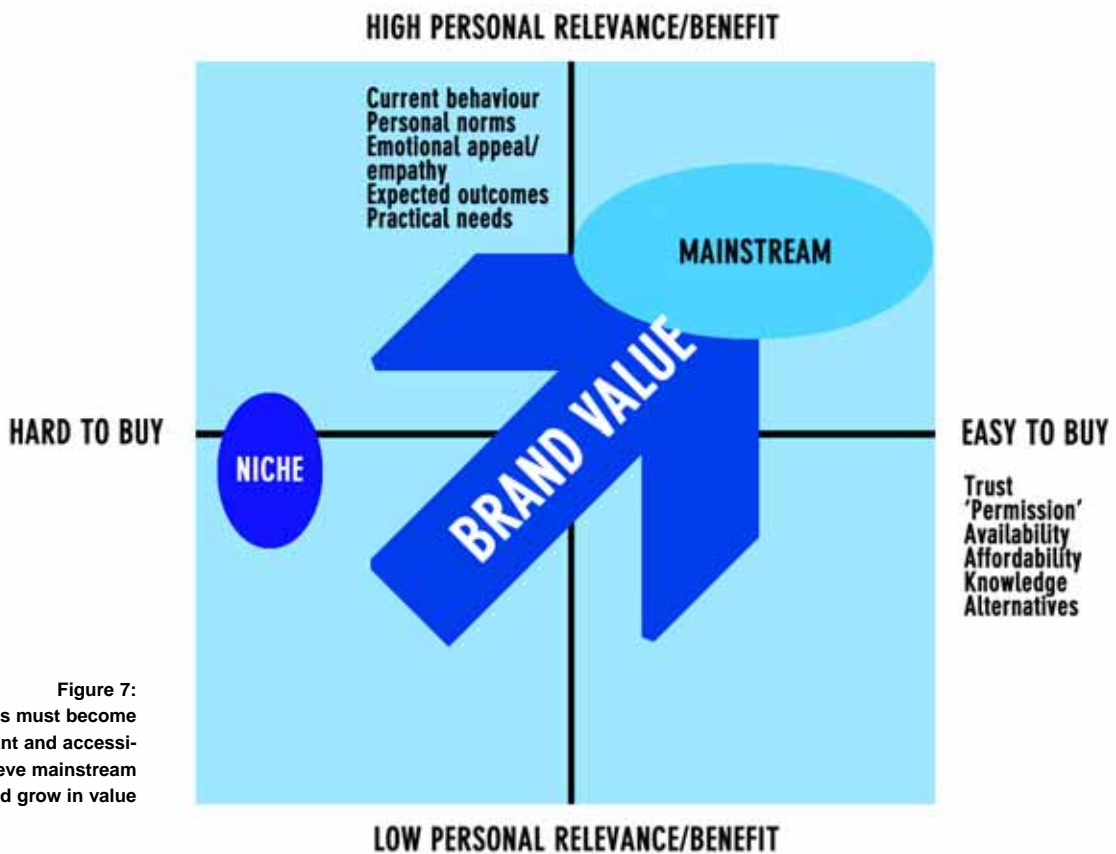 HIGH PERSONAL RELEVANCE/BENEFIT
Current behaviour
Personal norms
Emotional appeal/
empathy
Expected outcomes
Practical needs
MAINSTREAM
BRAND VALUE
HARD TO BUY
NICHE
EASY TO BUY
Trust
'Permission'
Availability
Affordability
Knowledge
Alternatives
Figure 7:
s must become
nt and accessi-
eve mainstream
d grow in value
LOW PERSONAL RELEVANCE/BENEFIT